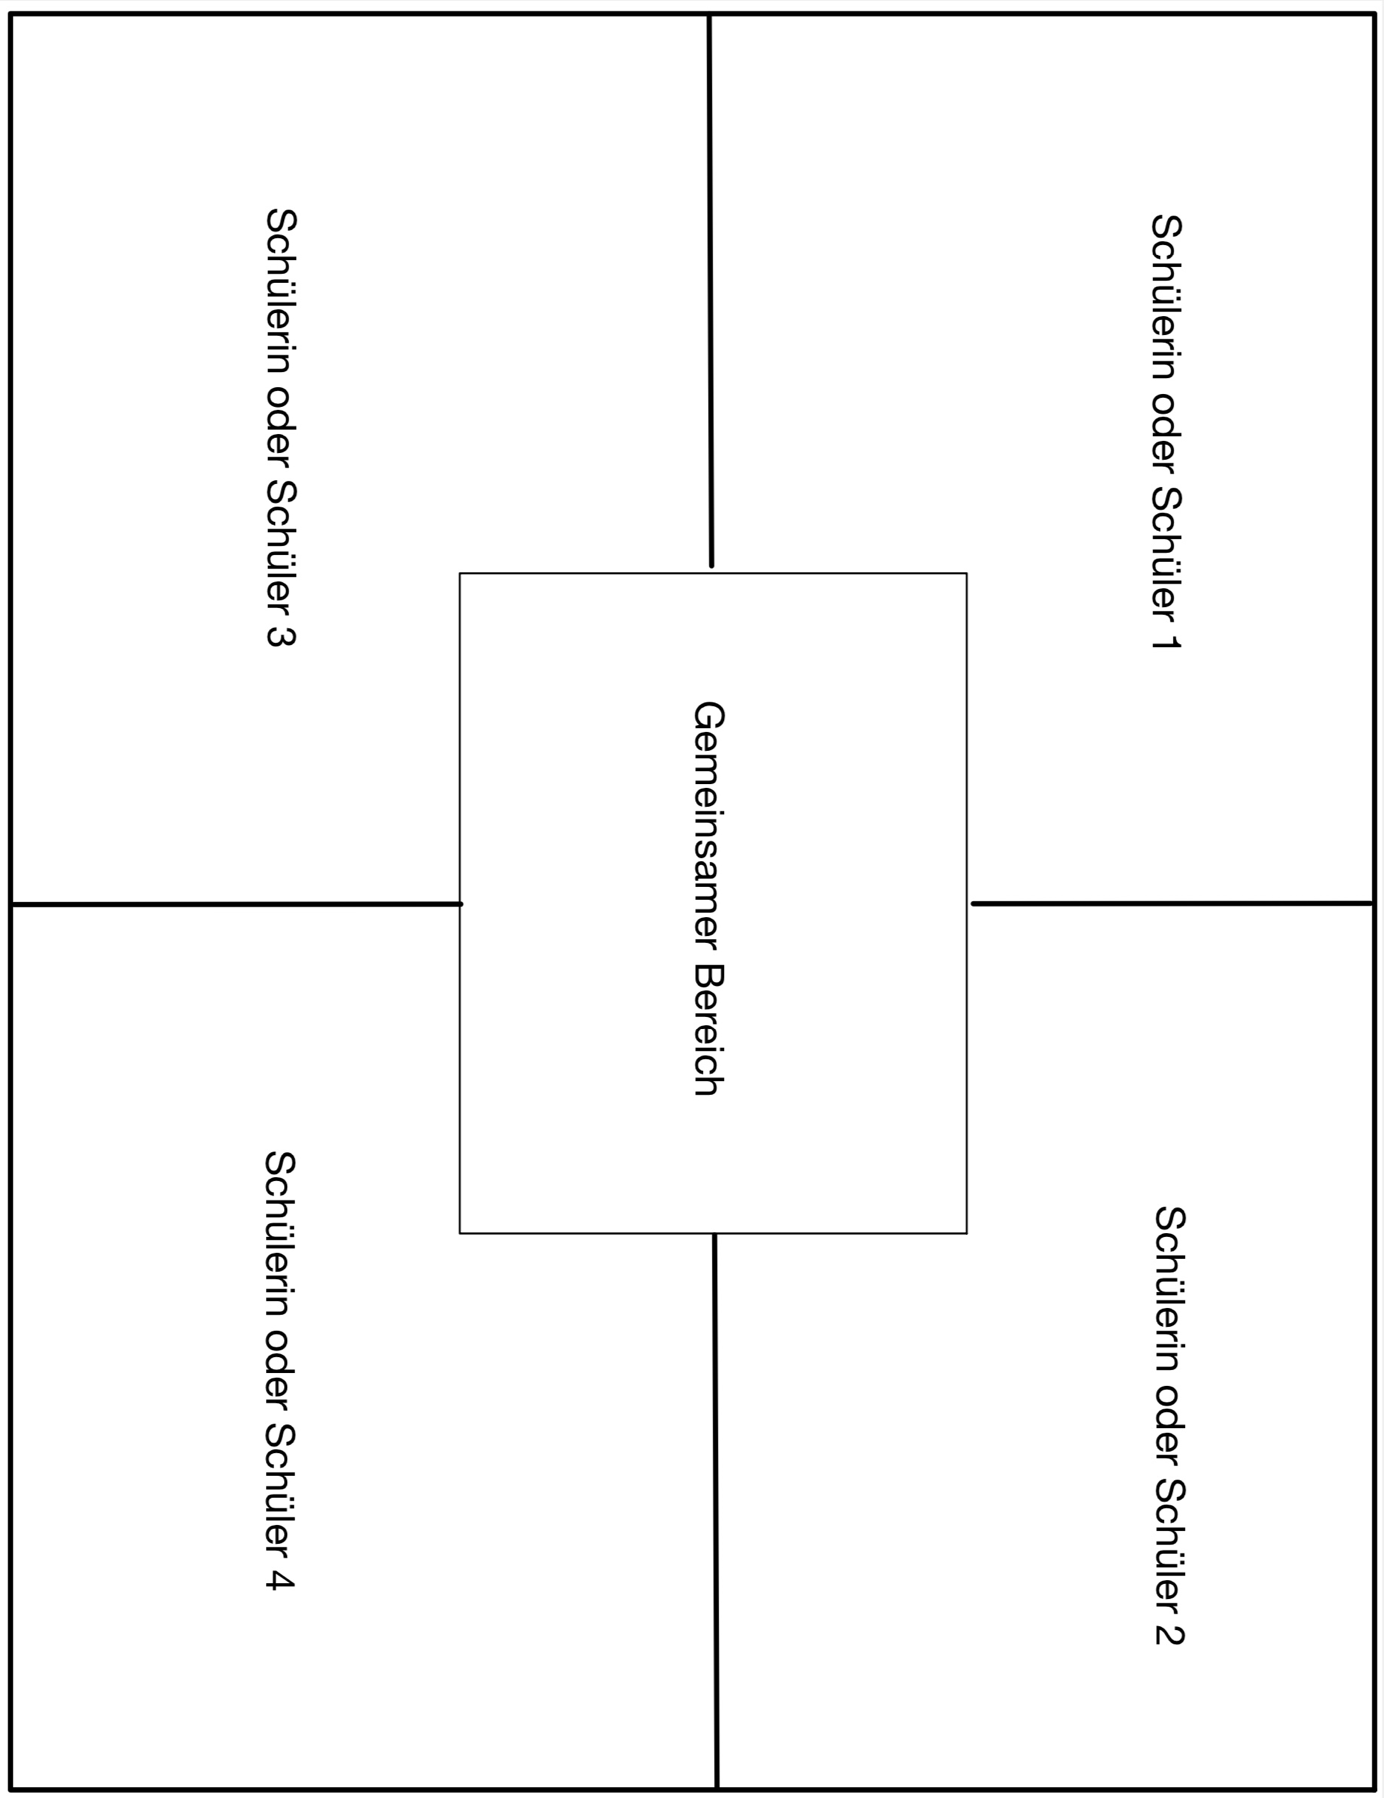 Schülerin oder Schüler 1
Schülerin oder Schüler 2
Gemeinsamer Bereich
Schülerin oder Schüler 3
Schülerin oder Schüler 4